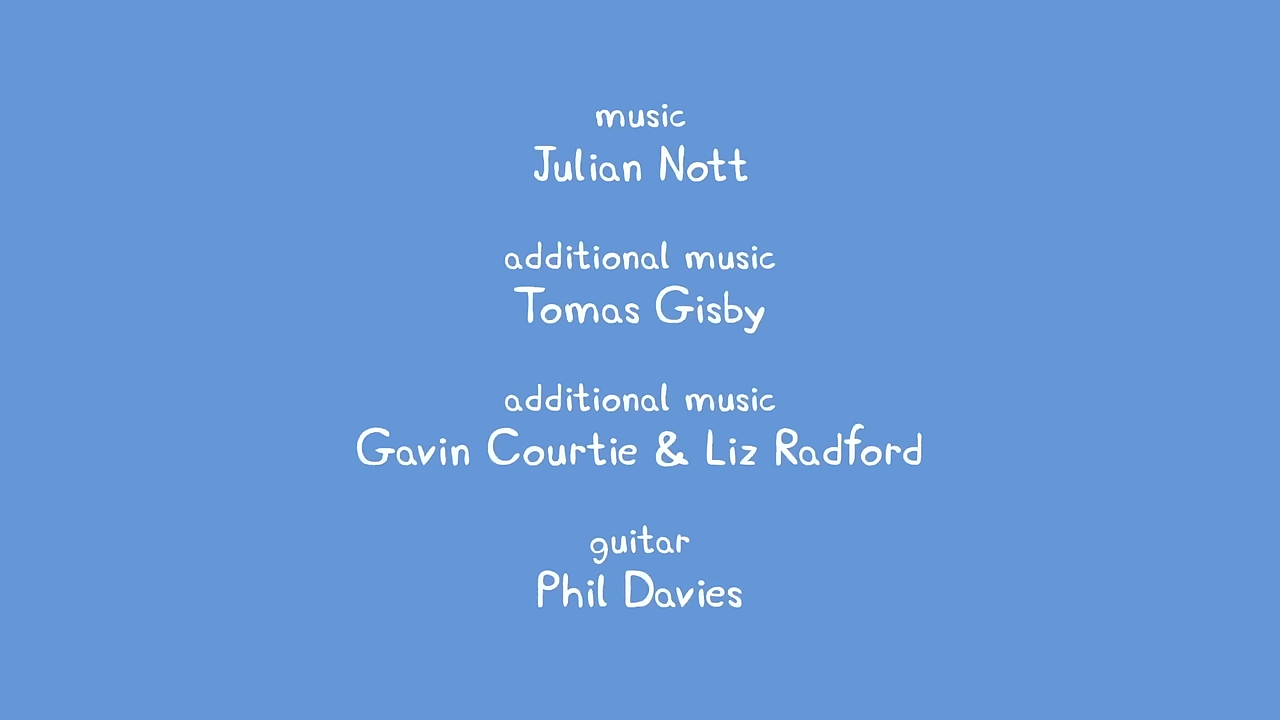 music
Julian Nott
additional music
Tomas Gisby
additional music
Gavin Courtie & Liz Radford
guitar
Phil Davies